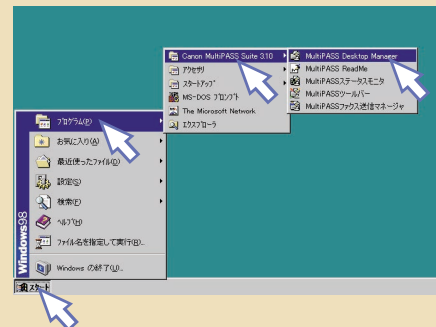 Canon MultiPASS Suite 3.10
アクセサリ
スタートアップ
MS-DOS プロンプト
The Microsoft Network
エクスプローラ
MultiPASS Desktop Manager
MultiPASS ReadMe
MultiPASSステータスモニタ
MultiPASSツールバー
MultiPASSファクス送信マネージャ
プログラム(P)
お気に入り(A)
最近使ったファイル(D)
設定(S)
検索(F)
ヘルプ(H)
ファイル名を指定して実行(R)...
Windows の終了(U)...
Windows98
スタート